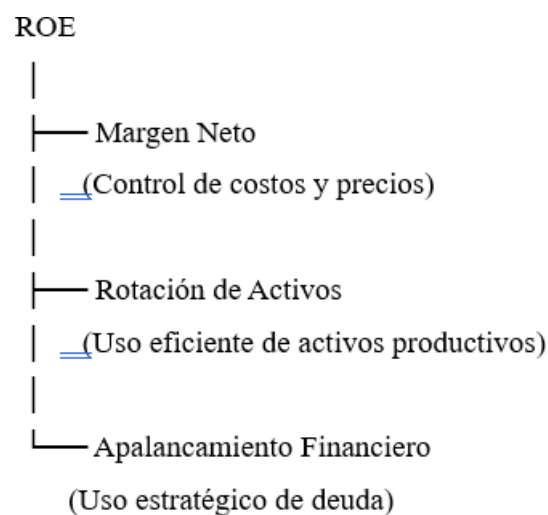 ROE
│
├── Margen Neto
│ (Control de costos y precios)
│
├── Rotación de Activos
│ (Uso eficiente de activos productivos)
│
└── Apalancamiento Financiero
(Uso estratégico de deuda)